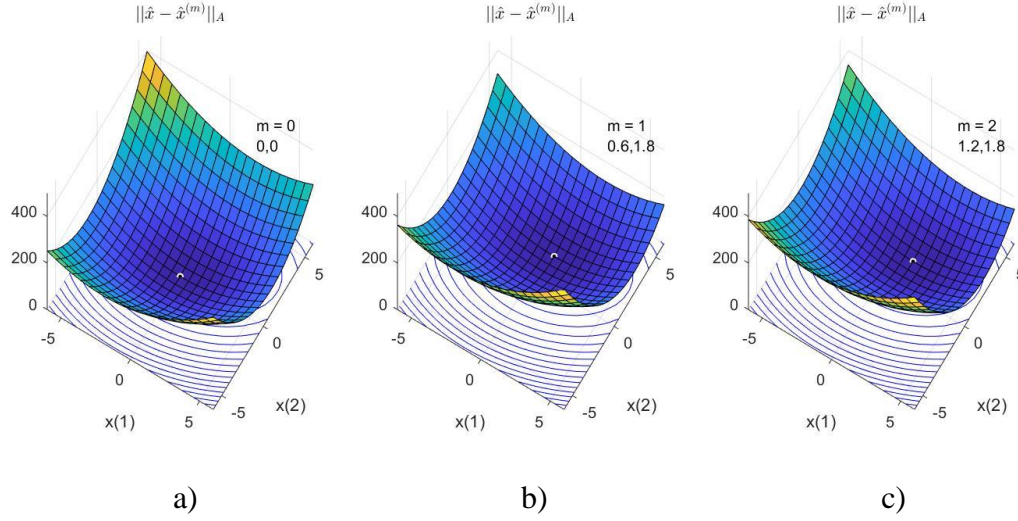 ||x̂ − x̂^(m)||_A
m = 0
0,0
400
200
0
-5
0
5
x(1)
-5
0
5
x(2)
a)
||x̂ − x̂^(m)||_A
m = 1
0.6,1.8
400
200
0
-5
0
5
x(1)
-5
0
5
x(2)
b)
||x̂ − x̂^(m)||_A
m = 2
1.2,1.8
400
200
0
-5
0
5
x(1)
-5
0
5
x(2)
c)